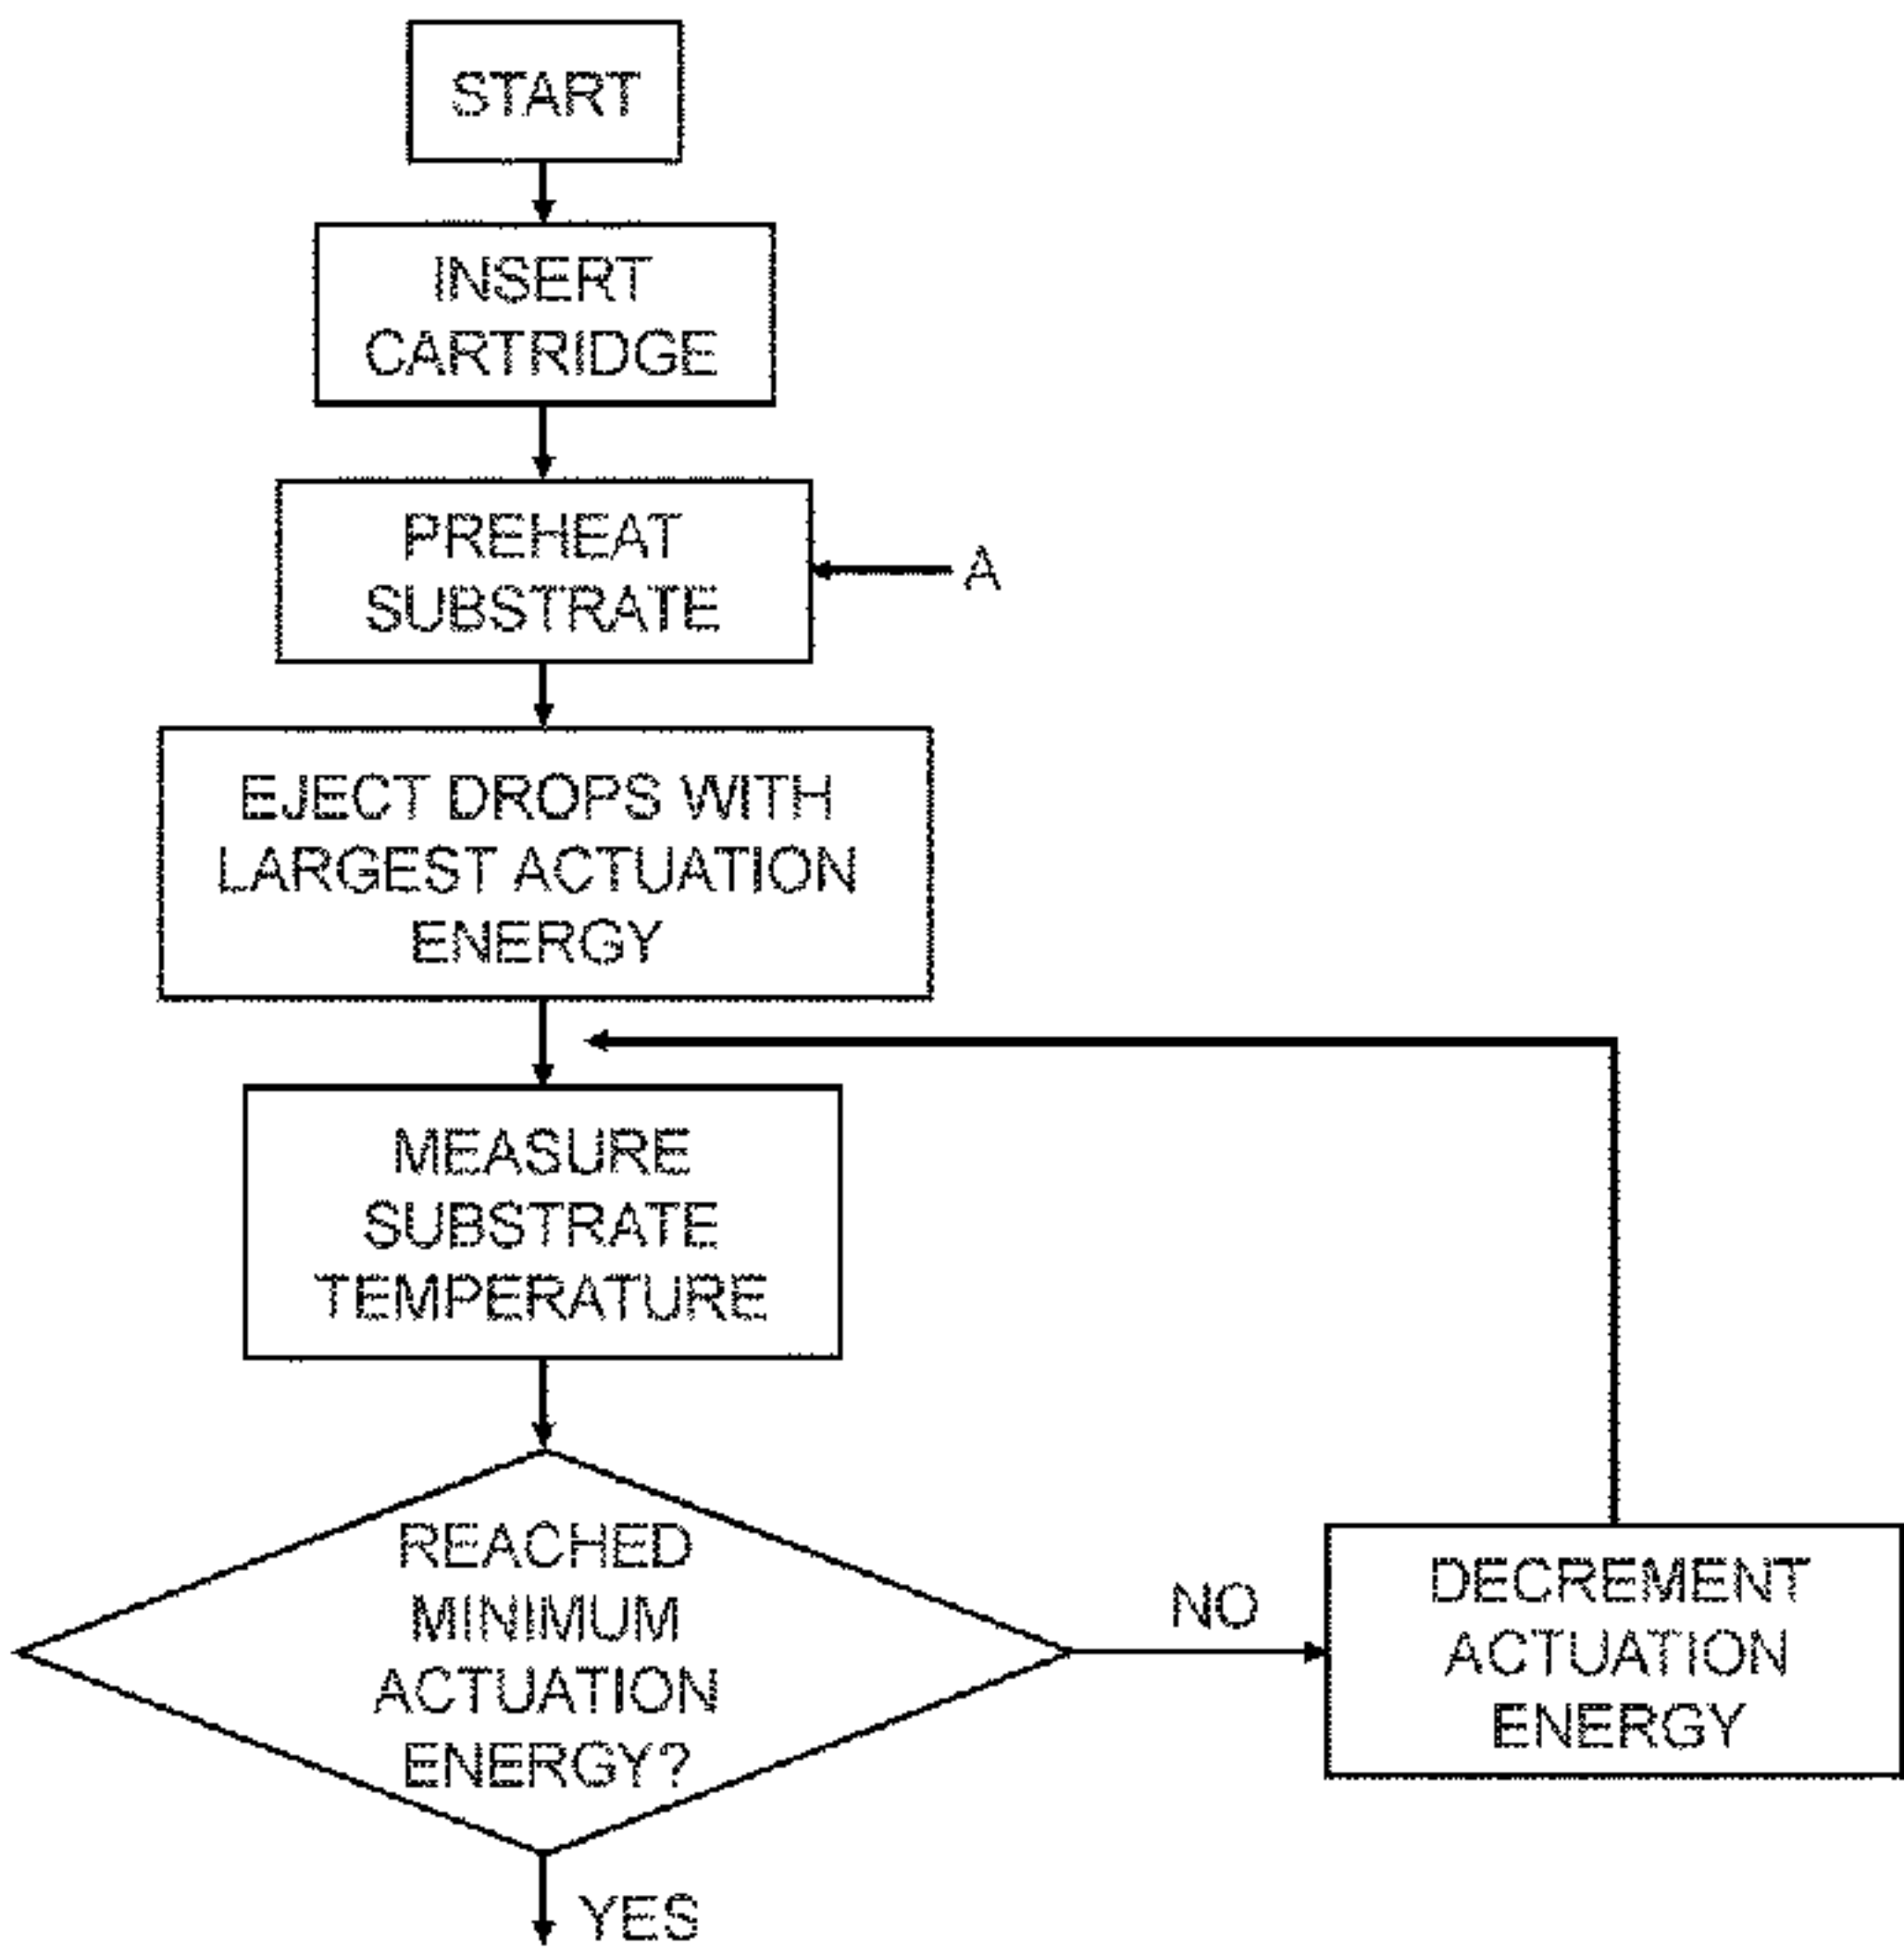 START
INSERT
CARTRIDGE
PREHEAT
SUBSTRATE
A
EJECT DROPS WITH
LARGEST ACTUATION
ENERGY
MEASURE
SUBSTRATE
TEMPERATURE
REACHED
MINIMUM
ACTUATION
ENERGY?
NO
DECREMENT
ACTUATION
ENERGY
YES